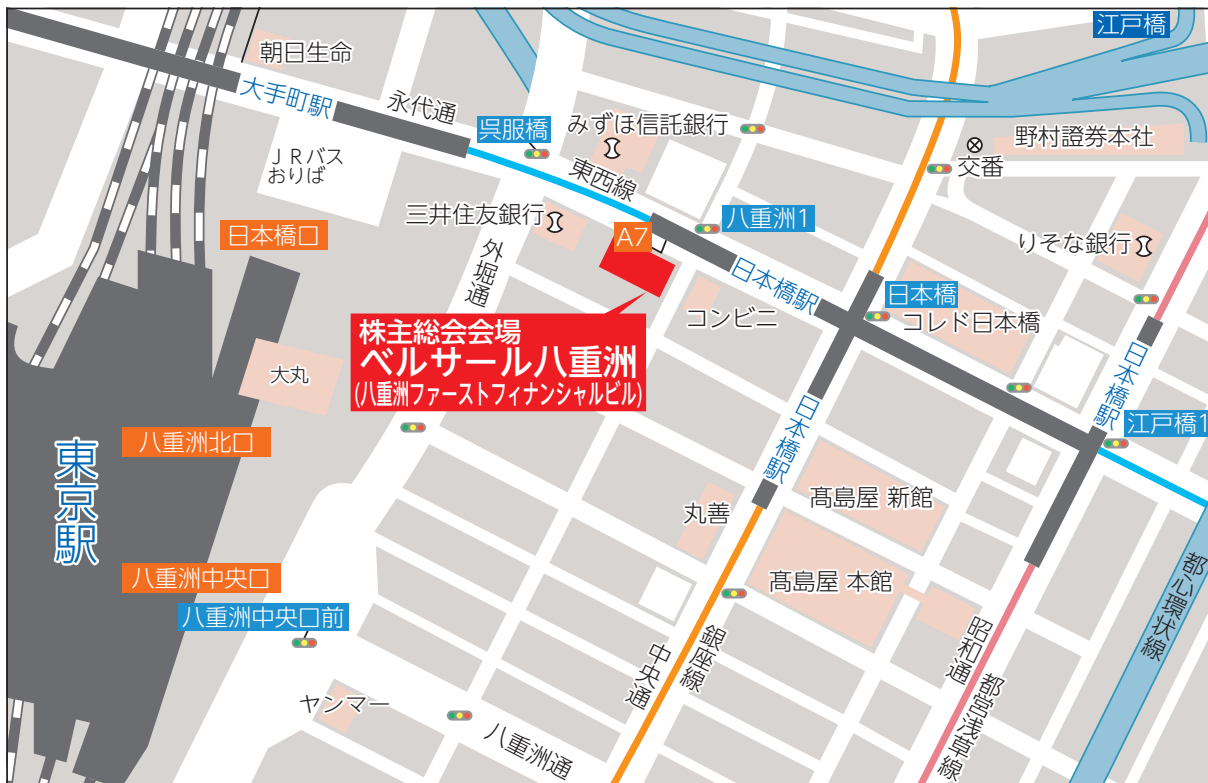 江戸橋
朝日生命
大手町駅
永代通
呉服橋
みずほ信託銀行
野村證券本社
交番
JRバス
おりば
東西線
三井住友銀行
日本橋口
A7
八重洲1
りそな銀行
外堀通
日本橋駅
日本橋
コンビニ
コレド日本橋
株主総会会場
ベルサール八重洲
(八重洲ファーストフィナンシャルビル)
大丸
日本橋駅
日本橋駅
江戸橋1
八重洲北口
東京駅
丸善
髙島屋 新館
八重洲中央口
髙島屋 本館
八重洲中央口前
都心環状線
銀座線
中央通
昭和通
都営浅草線
ヤンマー
八重洲通